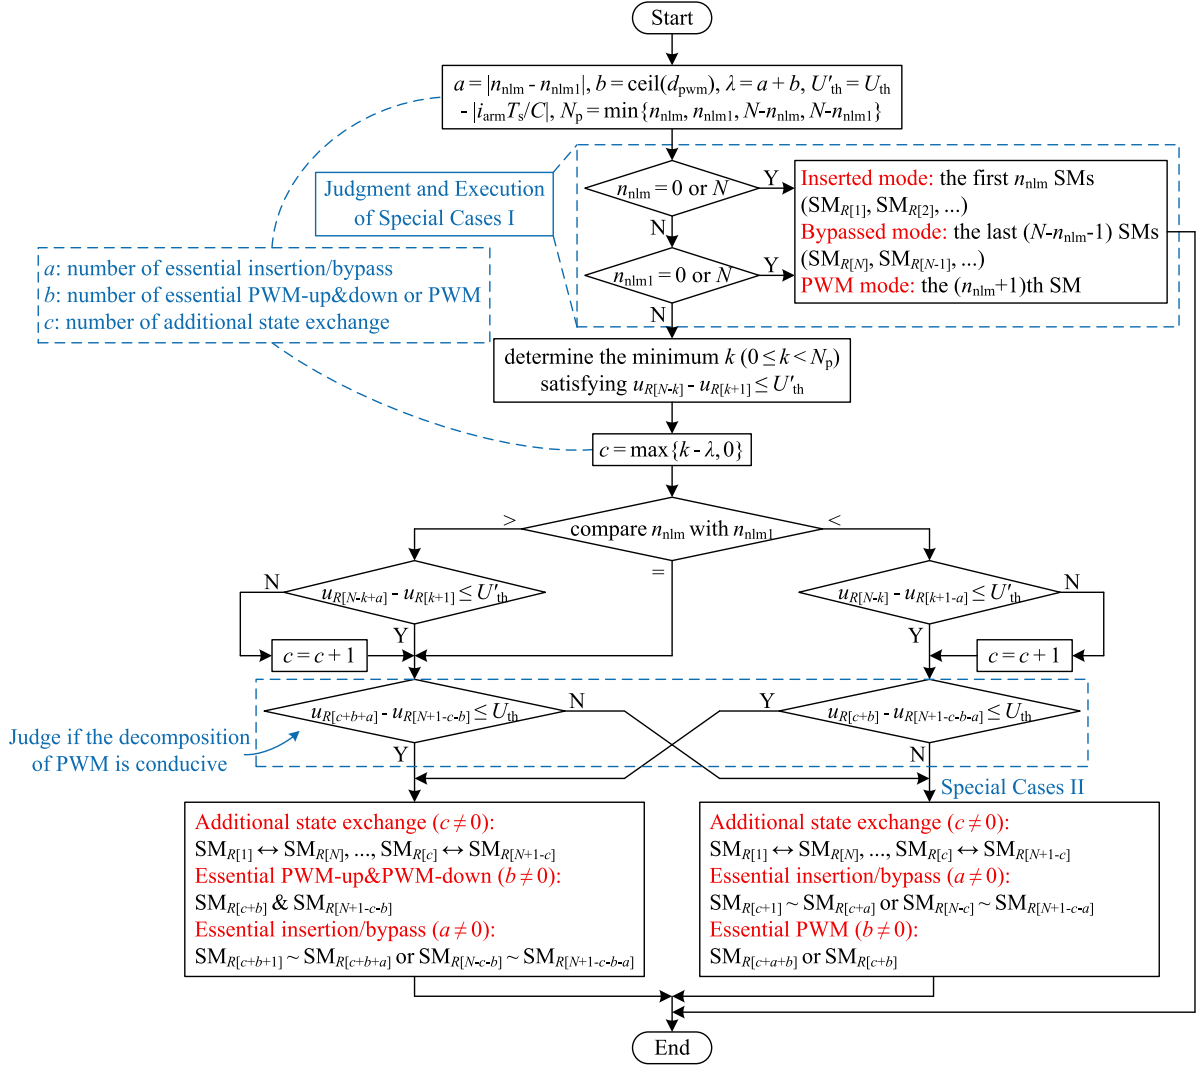 Start
a = |n_nlm - n_nlm1|, b = ceil(d_pwm), λ = a + b, U′_th = U_th
- |i_arm T_s/C|, N_p = min{n_nlm, n_nlm1, N-n_nlm, N-n_nlm1}
Judgment and Execution
of Special Cases I
n_nlm = 0 or N
Y
N
n_nlm1 = 0 or N
Y
N
Inserted mode: the first n_nlm SMs
(SM_R[1], SM_R[2], ...)
Bypassed mode: the last (N-n_nlm-1) SMs
(SM_R[N], SM_R[N-1], ...)
PWM mode: the (n_nlm+1)th SM
a: number of essential insertion/bypass
b: number of essential PWM-up&down or PWM
c: number of additional state exchange
determine the minimum k (0 ≤ k < N_p)
satisfying u_R[N-k] - u_R[k+1] ≤ U′_th
c = max{k - λ, 0}
compare n_nlm with n_nlm1
>
<
=
u_R[N-k+a] - u_R[k+1] ≤ U′_th
N
Y
c = c + 1
u_R[N-k] - u_R[k+1-a] ≤ U′_th
N
Y
c = c + 1
u_R[c+b+a] - u_R[N+1-c-b] ≤ U_th
N
Y
u_R[c+b] - u_R[N+1-c-b-a] ≤ U_th
Y
N
Judge if the decomposition
of PWM is conducive
Special Cases II
Additional state exchange (c ≠ 0):
SM_R[1] ↔ SM_R[N], ..., SM_R[c] ↔ SM_R[N+1-c]
Essential PWM-up&PWM-down (b ≠ 0):
SM_R[c+b] & SM_R[N+1-c-b]
Essential insertion/bypass (a ≠ 0):
SM_R[c+b+1] ~ SM_R[c+b+a] or SM_R[N-c-b] ~ SM_R[N+1-c-b-a]
Additional state exchange (c ≠ 0):
SM_R[1] ↔ SM_R[N], ..., SM_R[c] ↔ SM_R[N+1-c]
Essential insertion/bypass (a ≠ 0):
SM_R[c+1] ~ SM_R[c+a] or SM_R[N-c] ~ SM_R[N+1-c-a]
Essential PWM (b ≠ 0):
SM_R[c+a+b] or SM_R[c+b]
End